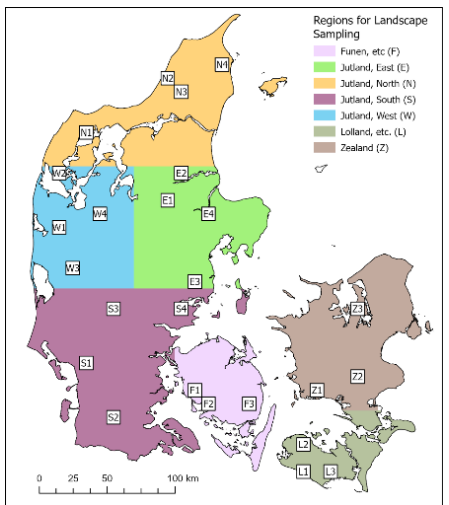 Regions for Landscape
Sampling
Funen, etc (F)
Jutland, East (E)
Jutland, North (N)
Jutland, South (S)
Jutland, West (W)
Lolland, etc. (L)
Zealand (Z)
N4
N2
N3
N1
W2
E2
E1
W4
E4
W1
W3
E3
S3
S4
Z3
S1
Z2
F1
Z1
F2
F3
S2
L2
L1
L3
0 25 50 100 km